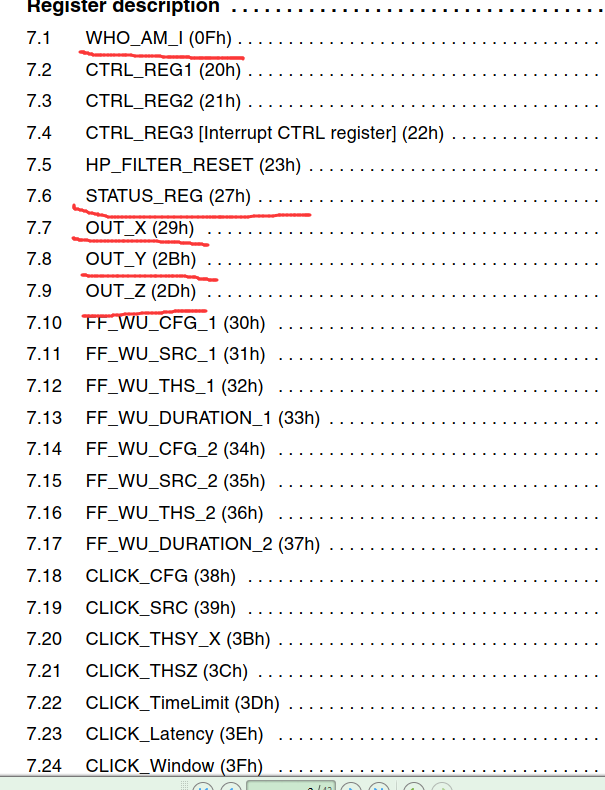 Register description . . . . . . . . . . . . . . . . . . . . . . . . . . . . . . . . . . . . . .
7.1 WHO_AM_I (0Fh) . . . . . . . . . . . . . . . . . . . . . . . . . . . . . . . . . . . . .
7.2 CTRL_REG1 (20h) . . . . . . . . . . . . . . . . . . . . . . . . . . . . . . . . . . . .
7.3 CTRL_REG2 (21h) . . . . . . . . . . . . . . . . . . . . . . . . . . . . . . . . . . . .
7.4 CTRL_REG3 [Interrupt CTRL register] (22h) . . . . . . . . . . . . . . .
7.5 HP_FILTER_RESET (23h) . . . . . . . . . . . . . . . . . . . . . . . . . . . . .
7.6 STATUS_REG (27h) . . . . . . . . . . . . . . . . . . . . . . . . . . . . . . . . . .
7.7 OUT_X (29h) . . . . . . . . . . . . . . . . . . . . . . . . . . . . . . . . . . . . . . .
7.8 OUT_Y (2Bh) . . . . . . . . . . . . . . . . . . . . . . . . . . . . . . . . . . . . . . .
7.9 OUT_Z (2Dh) . . . . . . . . . . . . . . . . . . . . . . . . . . . . . . . . . . . . . . .
7.10 FF_WU_CFG_1 (30h) . . . . . . . . . . . . . . . . . . . . . . . . . . . . . . . .
7.11 FF_WU_SRC_1 (31h) . . . . . . . . . . . . . . . . . . . . . . . . . . . . . . . .
7.12 FF_WU_THS_1 (32h) . . . . . . . . . . . . . . . . . . . . . . . . . . . . . . . .
7.13 FF_WU_DURATION_1 (33h) . . . . . . . . . . . . . . . . . . . . . . . . . . .
7.14 FF_WU_CFG_2 (34h) . . . . . . . . . . . . . . . . . . . . . . . . . . . . . . . .
7.15 FF_WU_SRC_2 (35h) . . . . . . . . . . . . . . . . . . . . . . . . . . . . . . . .
7.16 FF_WU_THS_2 (36h) . . . . . . . . . . . . . . . . . . . . . . . . . . . . . . . .
7.17 FF_WU_DURATION_2 (37h) . . . . . . . . . . . . . . . . . . . . . . . . . . .
7.18 CLICK_CFG (38h) . . . . . . . . . . . . . . . . . . . . . . . . . . . . . . . . . . .
7.19 CLICK_SRC (39h) . . . . . . . . . . . . . . . . . . . . . . . . . . . . . . . . . . .
7.20 CLICK_THSY_X (3Bh) . . . . . . . . . . . . . . . . . . . . . . . . . . . . . . . .
7.21 CLICK_THSZ (3Ch) . . . . . . . . . . . . . . . . . . . . . . . . . . . . . . . . . .
7.22 CLICK_TimeLimit (3Dh) . . . . . . . . . . . . . . . . . . . . . . . . . . . . . . .
7.23 CLICK_Latency (3Eh) . . . . . . . . . . . . . . . . . . . . . . . . . . . . . . . .
7.24 CLICK_Window (3Fh) . . . . . . . . . . . . . . . . . . . . . . . . . . . . . . . .